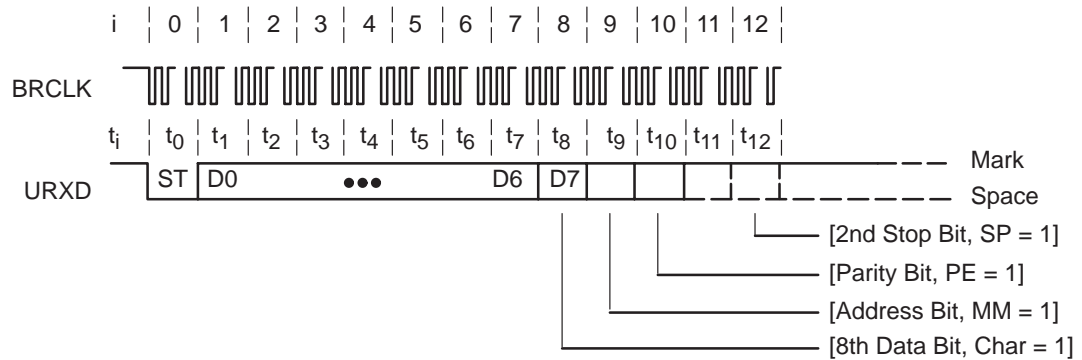 i 0 1 2 3 4 5 6 7 8 9 10 11 12
BRCLK
ti t0 t1 t2 t3 t4 t5 t6 t7 t8 t9 t10 t11 t12
URXD ST D0 ••• D6 D7 Mark
Space
[2nd Stop Bit, SP = 1]
[Parity Bit, PE = 1]
[Address Bit, MM = 1]
[8th Data Bit, Char = 1]